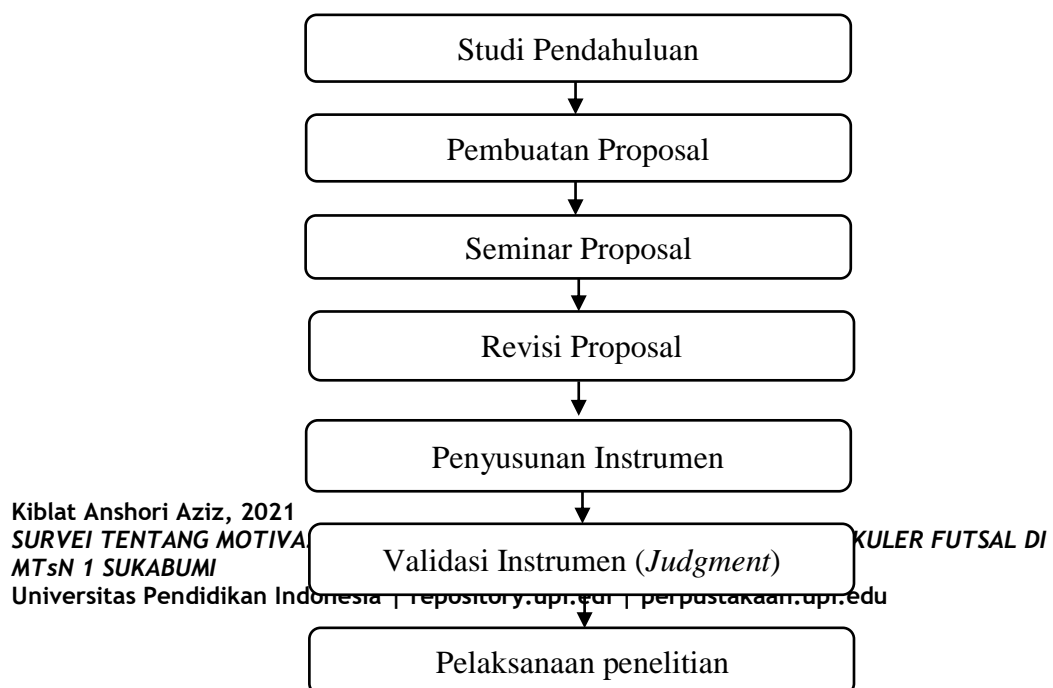 Studi Pendahuluan
Pembuatan Proposal
Seminar Proposal
Revisi Proposal
Penyusunan Instrumen
Kiblat Anshori Aziz, 2021
SURVEI TENTANG MOTIVA
KULER FUTSAL DI
Validasi Instrumen (Judgment)
MTsN 1 SUKABUMI
Universitas Pendidikan Indonesia | repository.upi.edi | perpustakaan.upi.edu
Pelaksanaan penelitian